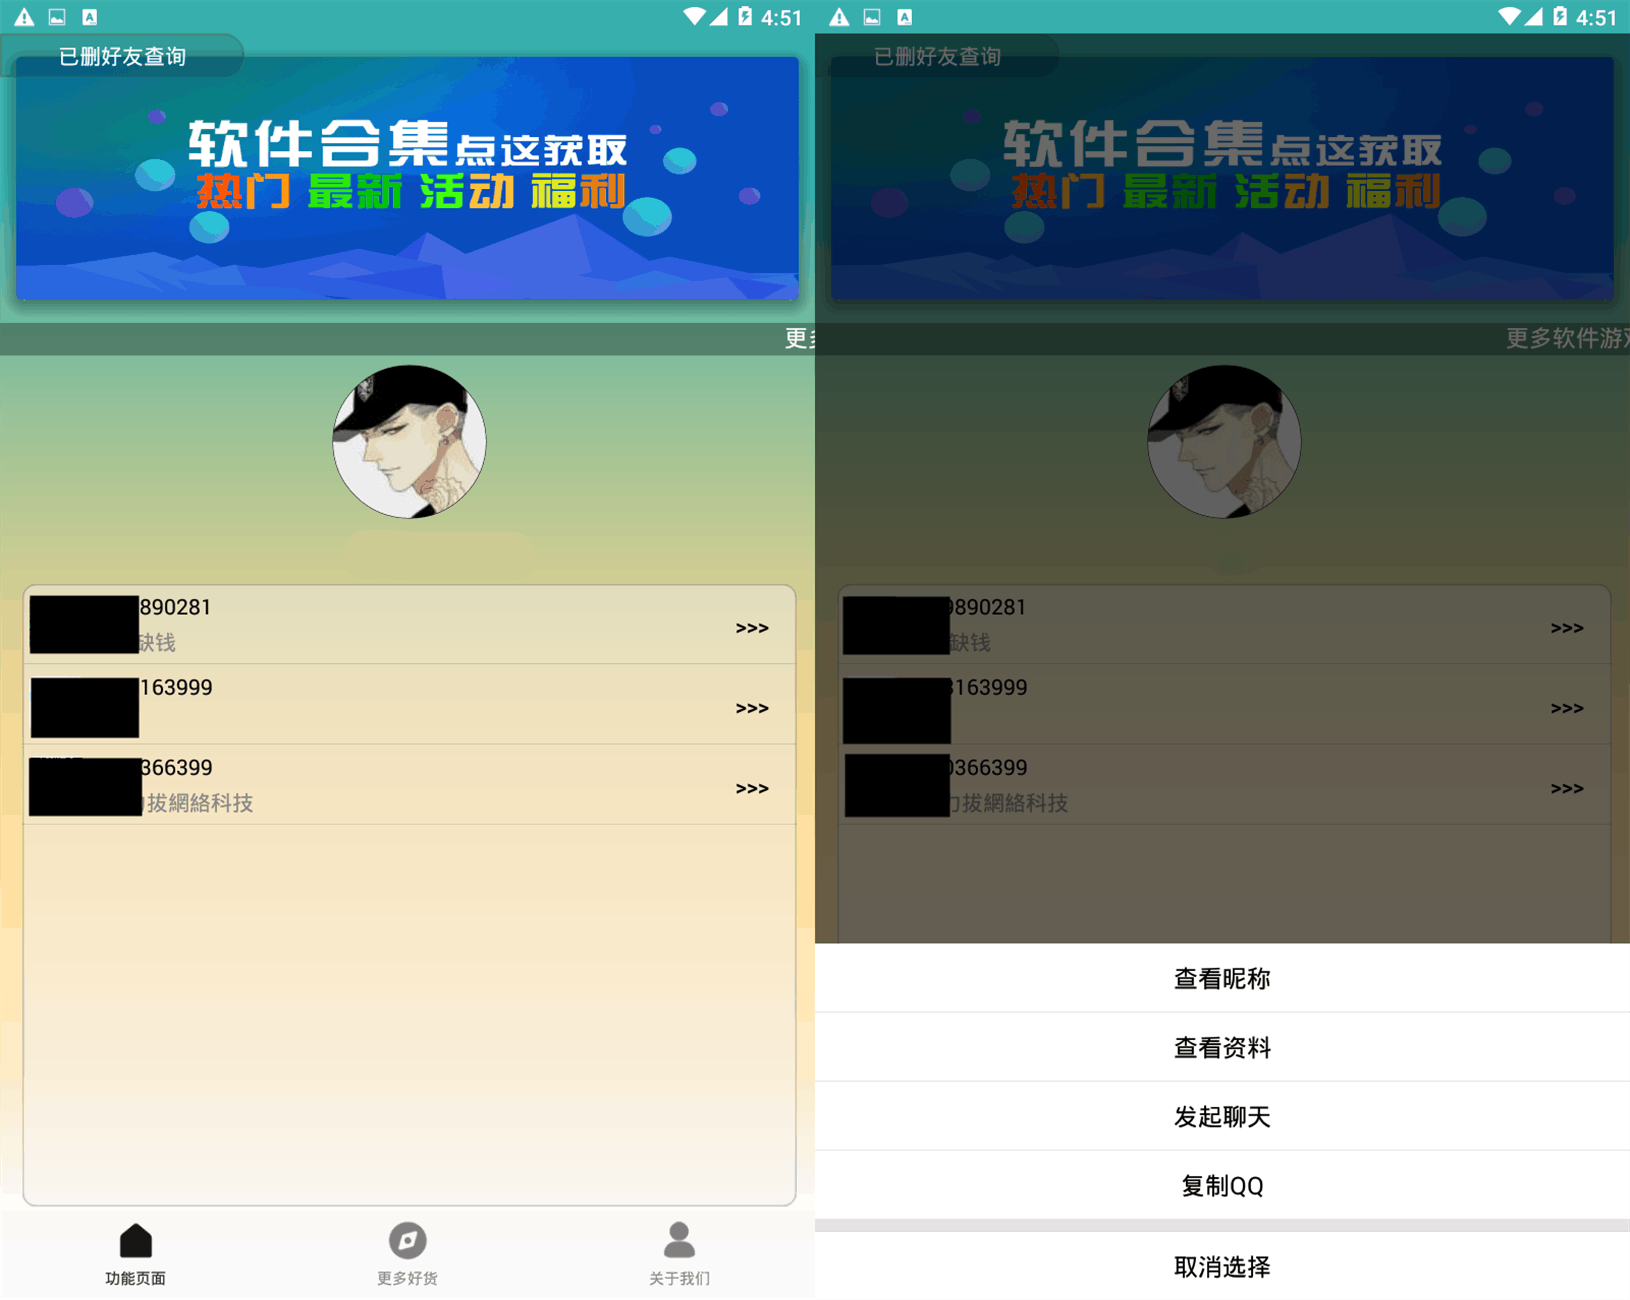 4:51
已删好友查询
软件合集点这获取
热门 最新 活动 福利
更多
890281
缺钱
>>>
163999
>>>
366399
力拔網絡科技
>>>
功能页面
更多好货
关于我们
4:51
已删好友查询
软件合集点这获取
热门 最新 活动 福利
更多软件游戏
9890281
缺钱
>>>
3163999
>>>
0366399
力拔網絡科技
>>>
查看昵称
查看资料
发起聊天
复制QQ
取消选择